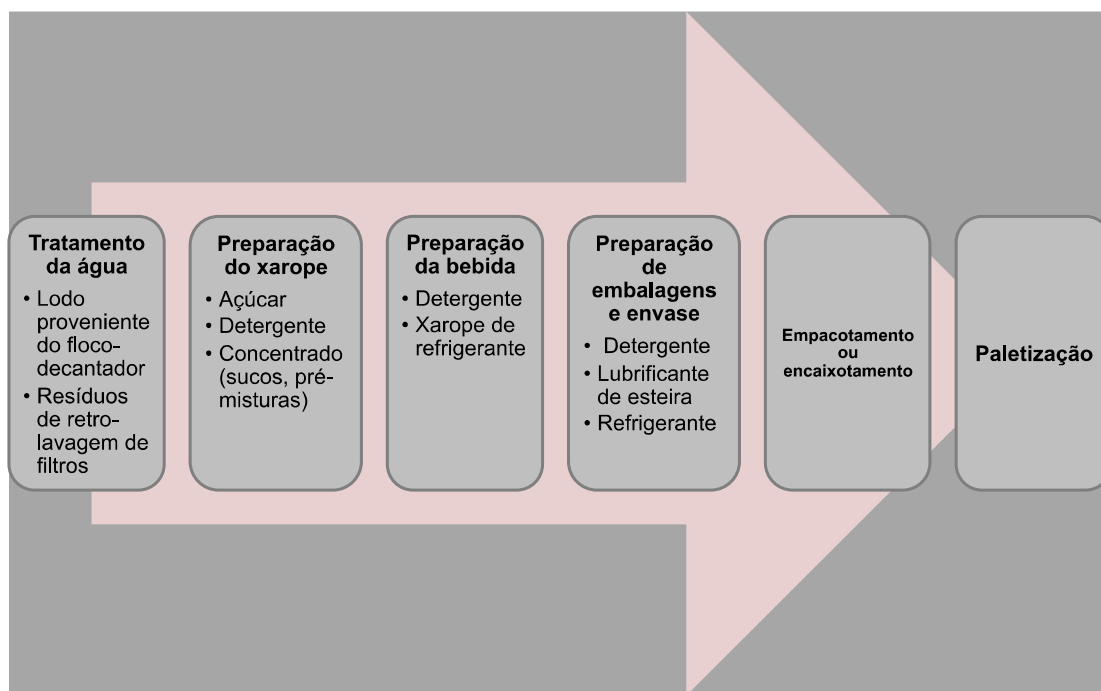 Tratamento
da água
• Lodo
proveniente
do floco-
decantador
• Resíduos
de retro-
lavagem de
filtros
Preparação
do xarope
• Açúcar
• Detergente
• Concentrado
(sucos, pré-
misturas)
Preparação
da bebida
• Detergente
• Xarope de
refrigerante
Preparação
de
embalagens
e envase
• Detergente
• Lubrificante
de esteira
• Refrigerante
Empacotamento
ou
encaixotamento
Paletização